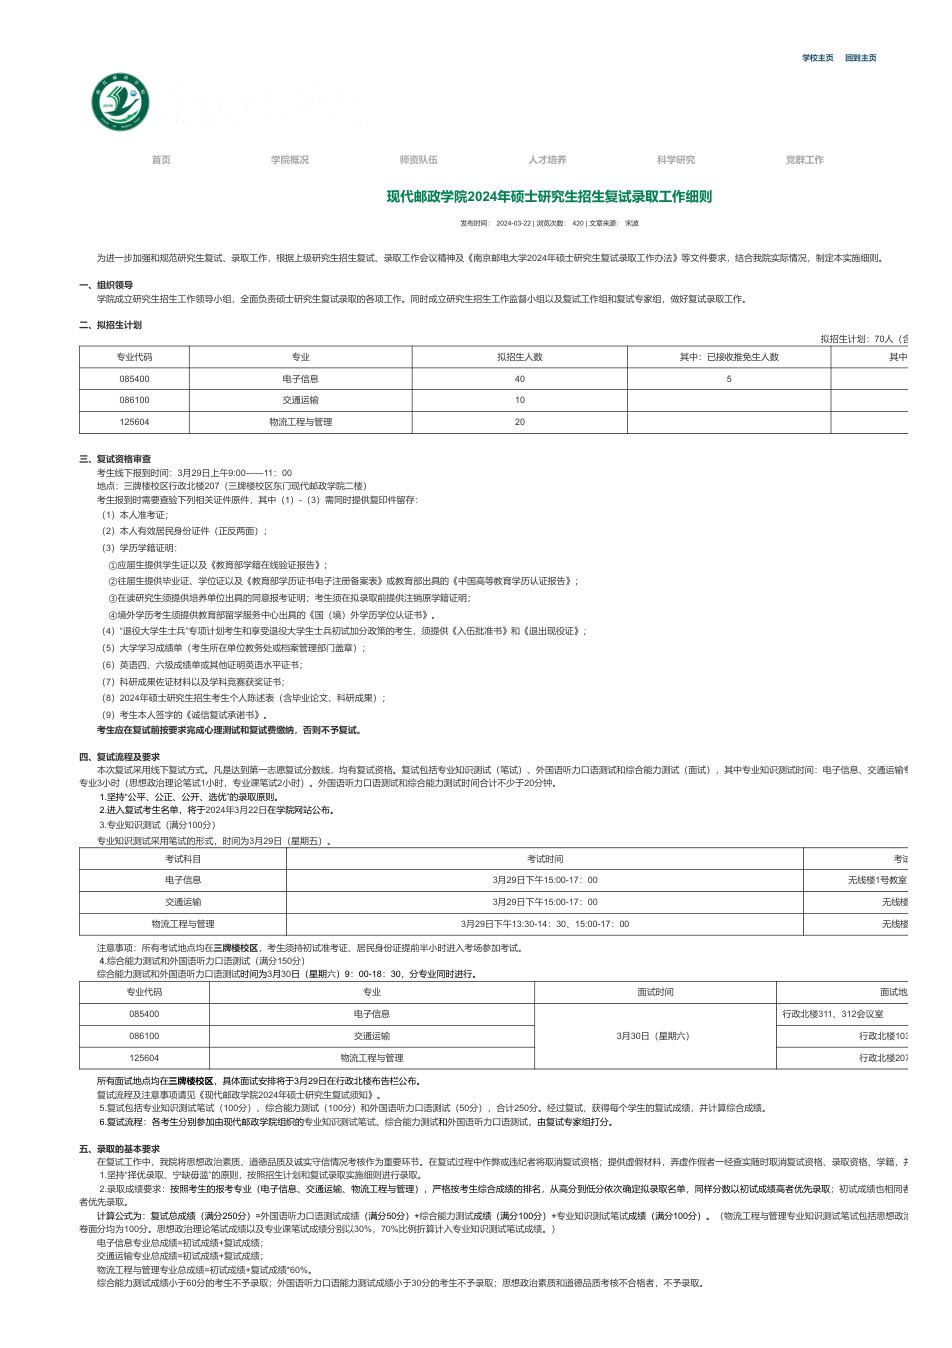 学校主页 回到主页
首页 学院概况 师资队伍 人才培养 科学研究 党群工作
现代邮政学院2024年硕士研究生招生复试录取工作细则
发布时间: 2024-03-22 | 浏览次数: 420 | 文章来源: 宋波
为进一步加强和规范研究生复试、录取工作，根据上级研究生招生复试、录取工作会议精神及《南京邮电大学2024年硕士研究生复试录取工作办法》等文件要求，结合我院实际情况，制定本实施细则。
一、组织领导
学院成立研究生招生工作领导小组，全面负责硕士研究生复试录取的各项工作。同时成立研究生招生工作监督小组以及复试工作组和复试专家组，做好复试录取工作。
二、拟招生计划
拟招生计划：70人（含
专业代码 专业 拟招生人数 其中：已接收推免生人数 其中
085400 电子信息 40 5
086100 交通运输 10
125604 物流工程与管理 20
三、复试资格审查
考生线下报到时间：3月29日上午9:00——11：00
地点：三牌楼校区行政北楼207（三牌楼校区东门现代邮政学院二楼）
考生报到时需要查验下列相关证件原件，其中（1）-（3）需同时提供复印件留存：
（1）本人准考证；
（2）本人有效居民身份证件（正反两面）；
（3）学历学籍证明：
①应届生提供学生证以及《教育部学籍在线验证报告》；
②往届生提供毕业证、学位证以及《教育部学历证书电子注册备案表》或教育部出具的《中国高等教育学历认证报告》；
③在读研究生须提供培养单位出具的同意报考证明；考生须在拟录取前提供注销原学籍证明；
④境外学历考生须提供教育部留学服务中心出具的《国（境）外学历学位认证书》。
（4）“退役大学生士兵”专项计划考生和享受退役大学生士兵初试加分政策的考生，须提供《入伍批准书》和《退出现役证》；
（5）大学学习成绩单（考生所在单位教务处或档案管理部门盖章）；
（6）英语四、六级成绩单或其他证明英语水平证书；
（7）科研成果佐证材料以及学科竞赛获奖证书；
（8）2024年硕士研究生招生考生个人陈述表（含毕业论文、科研成果）；
（9）考生本人签字的《诚信复试承诺书》。
考生应在复试前按要求完成心理测试和复试费缴纳，否则不予复试。
四、复试流程及要求
本次复试采用线下复试方式。凡是达到第一志愿复试分数线，均有复试资格。复试包括专业知识测试（笔试）、外国语听力口语测试和综合能力测试（面试），其中专业知识测试时间：电子信息、交通运输专
专业3小时（思想政治理论笔试1小时，专业课笔试2小时）。外国语听力口语测试和综合能力测试时间合计不少于20分钟。
1.坚持“公平、公正、公开、选优”的录取原则。
2.进入复试考生名单，将于2024年3月22日在学院网站公布。
3.专业知识测试（满分100分）
专业知识测试采用笔试的形式，时间为3月29日（星期五）。
考试科目 考试时间 考试
电子信息 3月29日下午15:00-17：00 无线楼1号教室
交通运输 3月29日下午15:00-17：00 无线楼
物流工程与管理 3月29日下午13:30-14：30、15:00-17：00 无线楼
注意事项：所有考试地点均在三牌楼校区，考生须持初试准考证、居民身份证提前半小时进入考场参加考试。
4.综合能力测试和外国语听力口语测试（满分150分）
综合能力测试和外国语听力口语测试时间为3月30日（星期六）9：00-18：30，分专业同时进行。
专业代码 专业 面试时间 面试地
085400 电子信息 行政北楼311、312会议室
086100 交通运输 3月30日（星期六） 行政北楼103
125604 物流工程与管理 行政北楼207
所有面试地点均在三牌楼校区，具体面试安排将于3月29日在行政北楼布告栏公布。
复试流程及注意事项请见《现代邮政学院2024年硕士研究生复试须知》。
5.复试包括专业知识测试笔试（100分）、综合能力测试（100分）和外国语听力口语测试（50分），合计250分。经过复试，获得每个学生的复试成绩，并计算综合成绩。
6.复试流程：各考生分别参加由现代邮政学院组织的专业知识测试笔试、综合能力测试和外国语听力口语测试，由复试专家组打分。
五、录取的基本要求
在复试工作中，我院将思想政治素质、道德品质及诚实守信情况考核作为重要环节。在复试过程中作弊或违纪者将取消复试资格；提供虚假材料，弄虚作假者一经查实随时取消复试资格、录取资格、学籍，并
1.坚持“择优录取、宁缺毋滥”的原则，按照招生计划和复试录取实施细则进行录取。
2.录取成绩要求：按照考生的报考专业（电子信息、交通运输、物流工程与管理），严格按考生综合成绩的排名，从高分到低分依次确定拟录取名单，同样分数以初试成绩高者优先录取；初试成绩也相同者
者优先录取。
计算公式为：复试总成绩（满分250分）=外国语听力口语测试成绩（满分50分）+综合能力测试成绩（满分100分）+专业知识测试笔试成绩（满分100分）。（物流工程与管理专业知识测试笔试包括思想政治
卷面分均为100分。思想政治理论笔试成绩以及专业课笔试成绩分别以30%，70%比例折算计入专业知识测试笔试成绩。）
电子信息专业总成绩=初试成绩+复试成绩；
交通运输专业总成绩=初试成绩+复试成绩；
物流工程与管理专业总成绩=初试成绩+复试成绩*60%。
综合能力测试成绩小于60分的考生不予录取；外国语听力口语能力测试成绩小于30分的考生不予录取；思想政治素质和道德品质考核不合格者，不予录取。